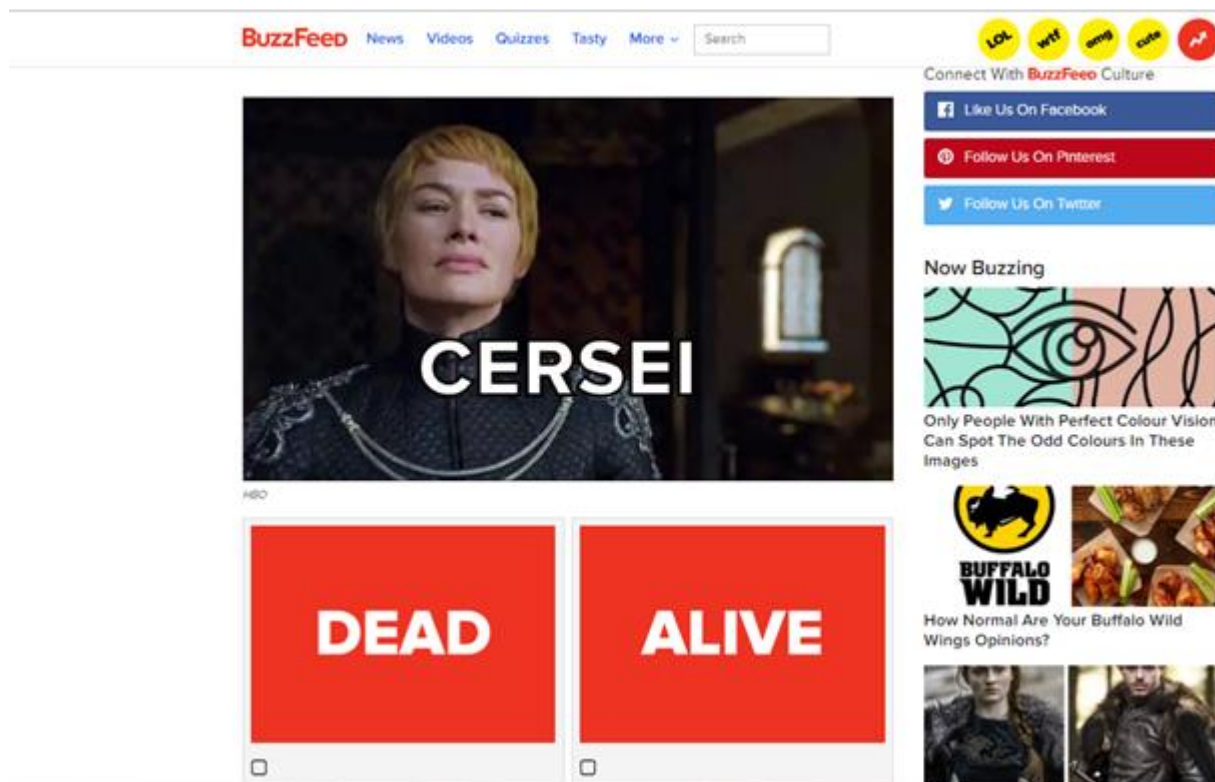 BuzzFeed News Videos Quizzes Tasty More Search
LOL wtf omg cute
Connect With BuzzFeed Culture
Like Us On Facebook
Follow Us On Pinterest
Follow Us On Twitter
CERSEI
HBO
DEAD
ALIVE
Now Buzzing
Only People With Perfect Colour Vision
Can Spot The Odd Colours In These
Images
BUFFALO
WILD
How Normal Are Your Buffalo Wild
Wings Opinions?